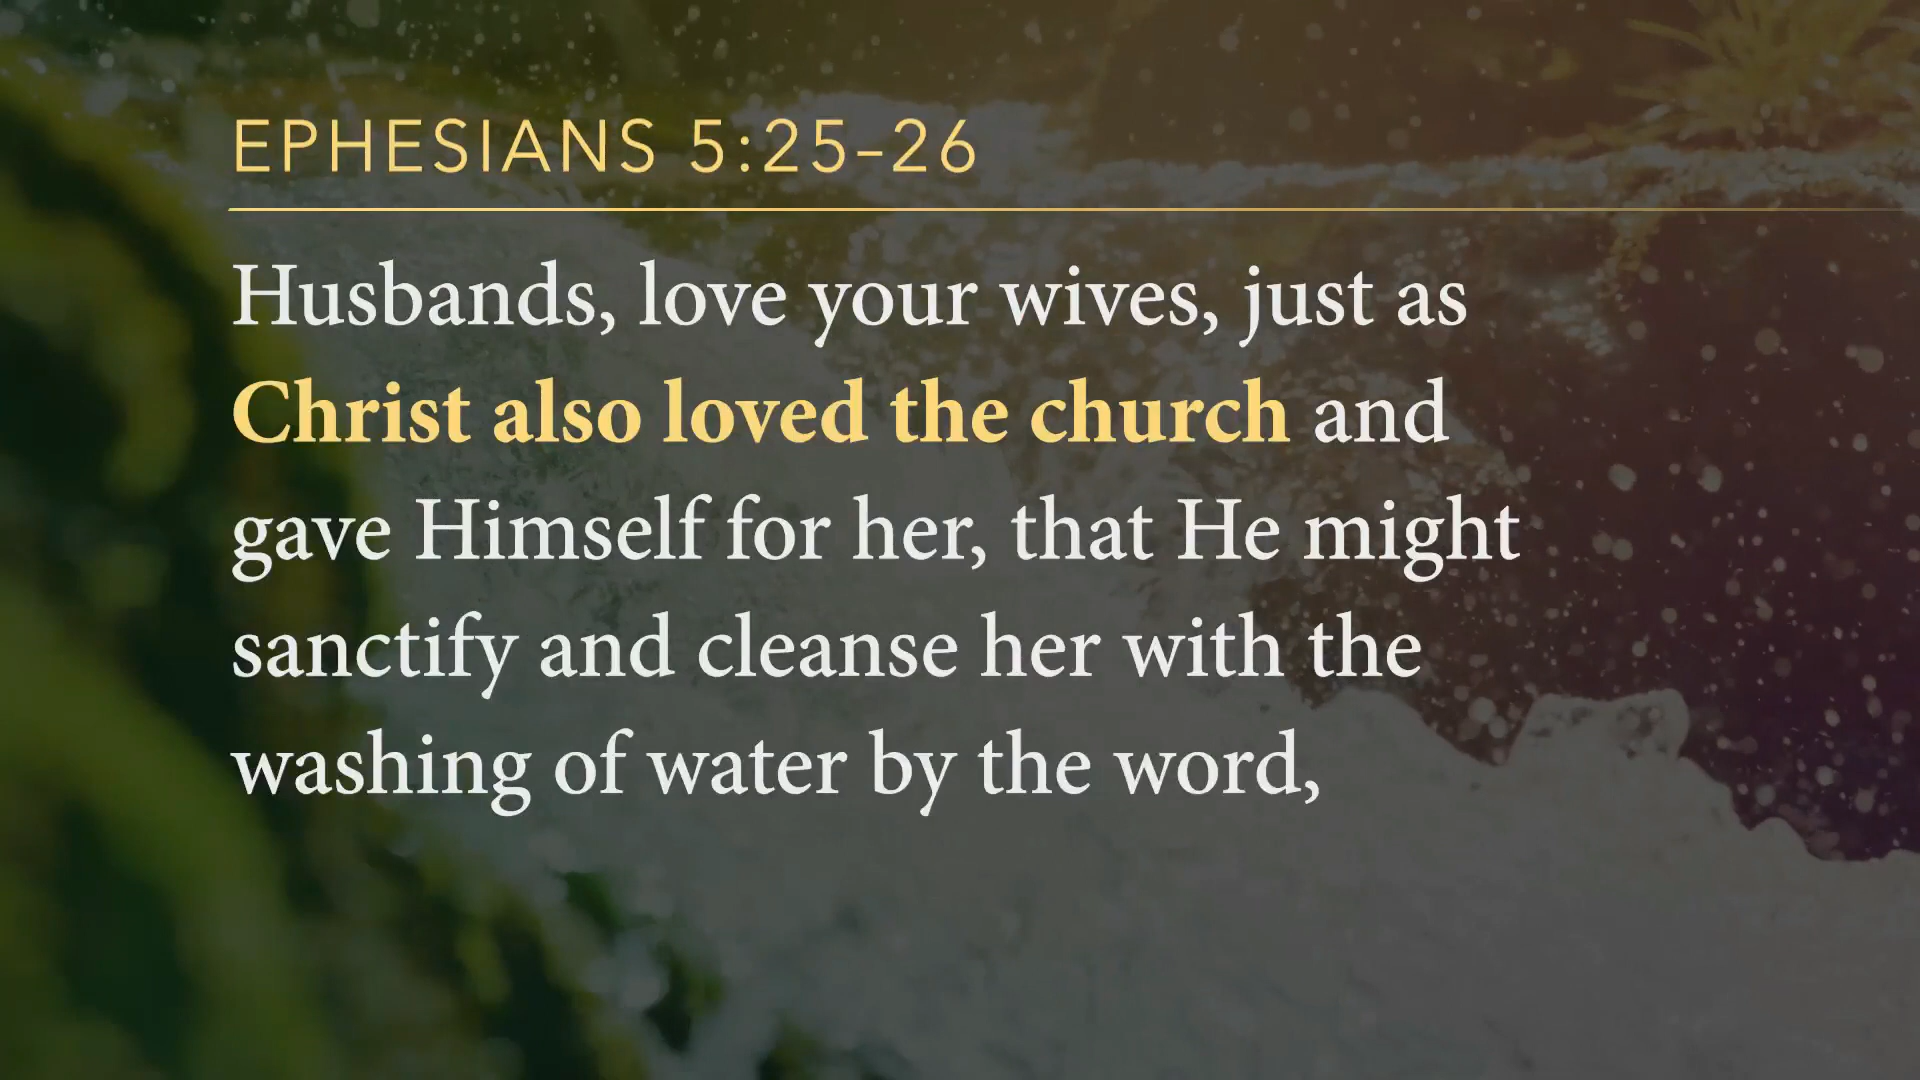 EPHESIANS 5:25–26
Husbands, love your wives, just as
Christ also loved the church and
gave Himself for her, that He might
sanctify and cleanse her with the
washing of water by the word,